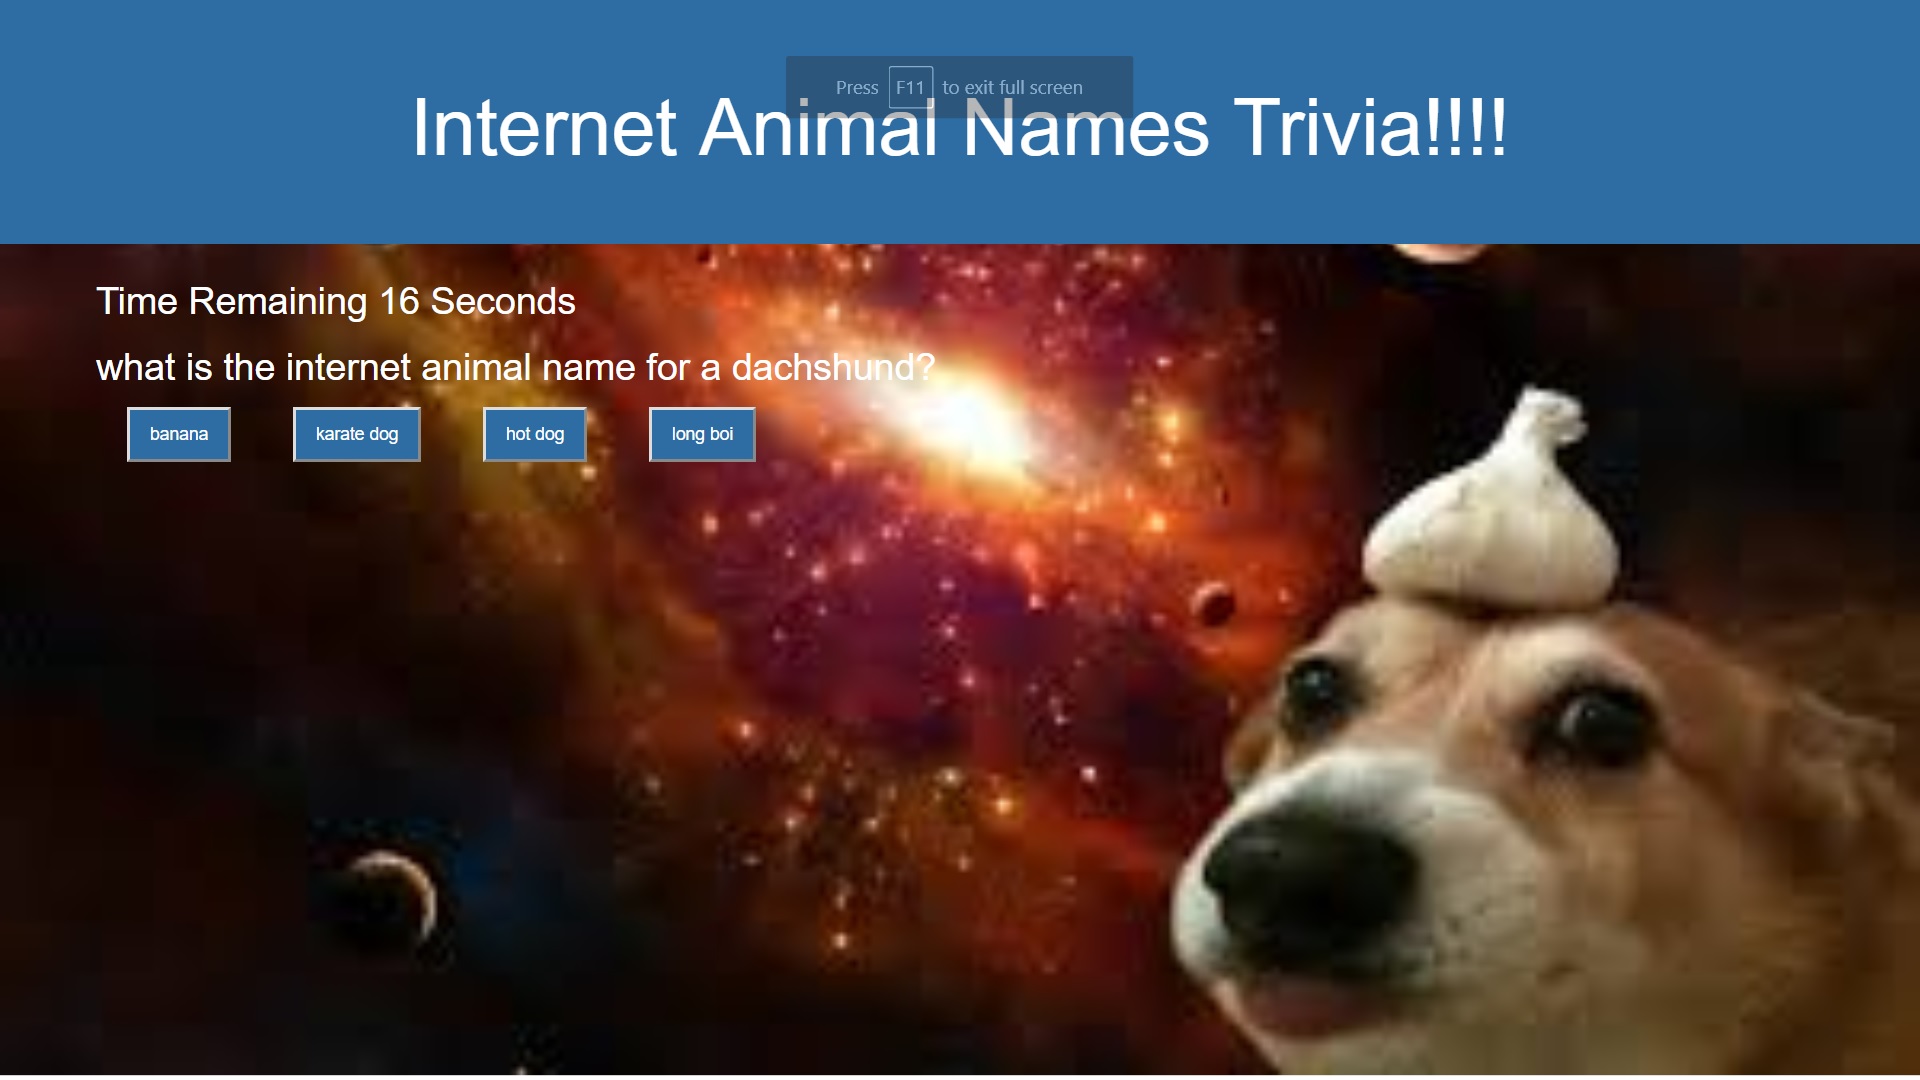 Press F11 to exit full screen
Internet Animal Names Trivia!!!!
Time Remaining 16 Seconds
what is the internet animal name for a dachshund?
banana karate dog hot dog long boi